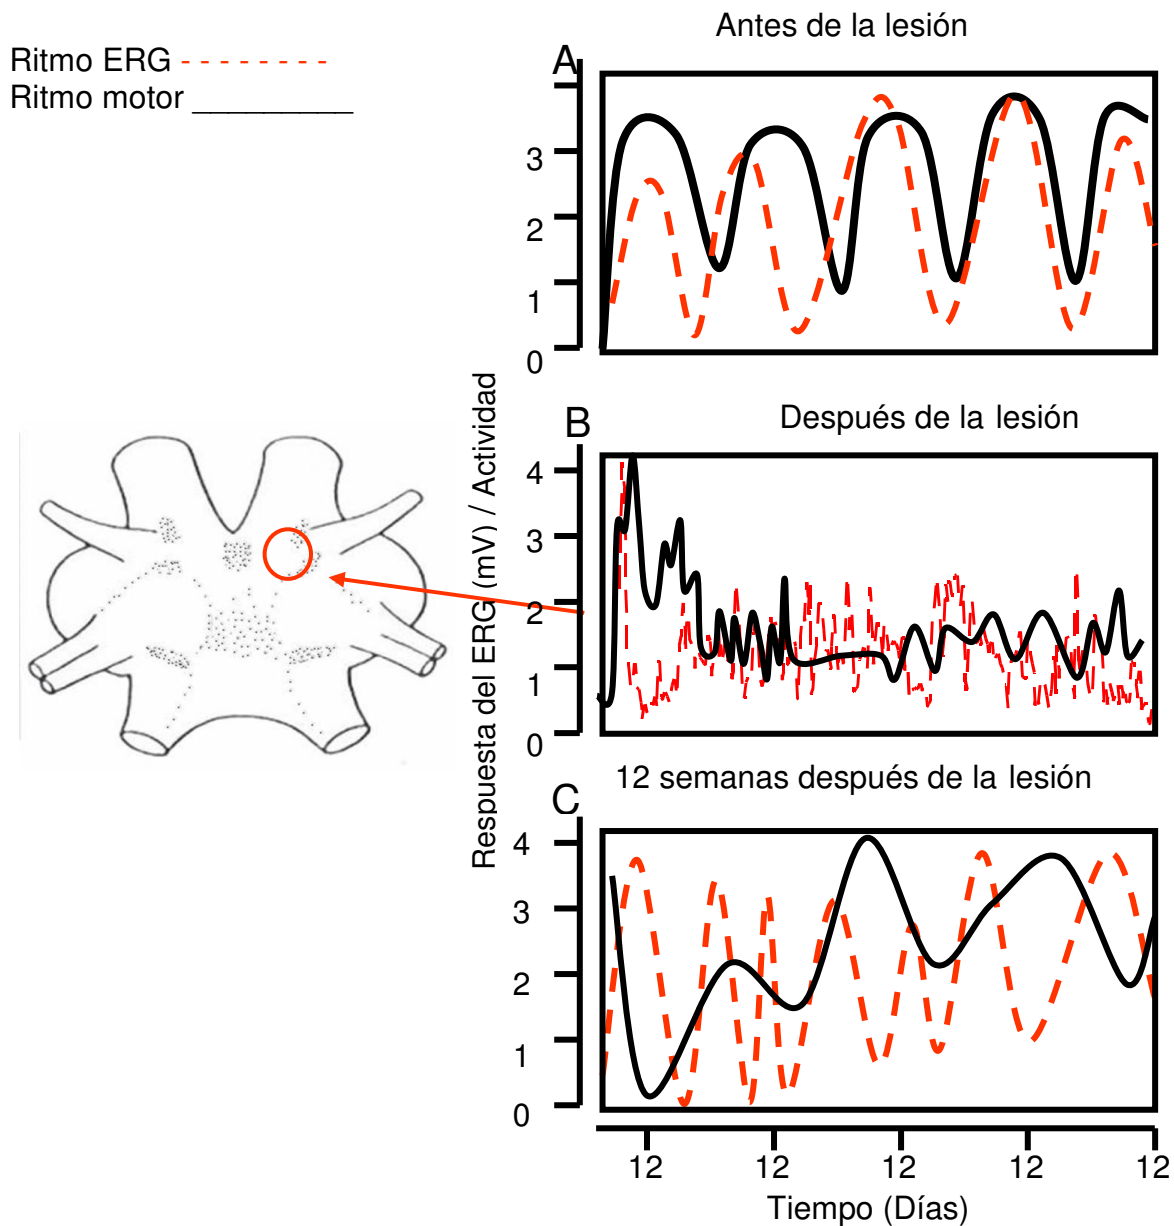 Ritmo ERG - - - - - - - -
Ritmo motor __________
Antes de la lesión
A
3
2
1
0
Respuesta del ERG (mV) / Actividad
Después de la lesión
B
4
3
2
1
0
12 semanas después de la lesión
C
4
3
2
1
0
12 12 12 12 12
Tiempo (Días)